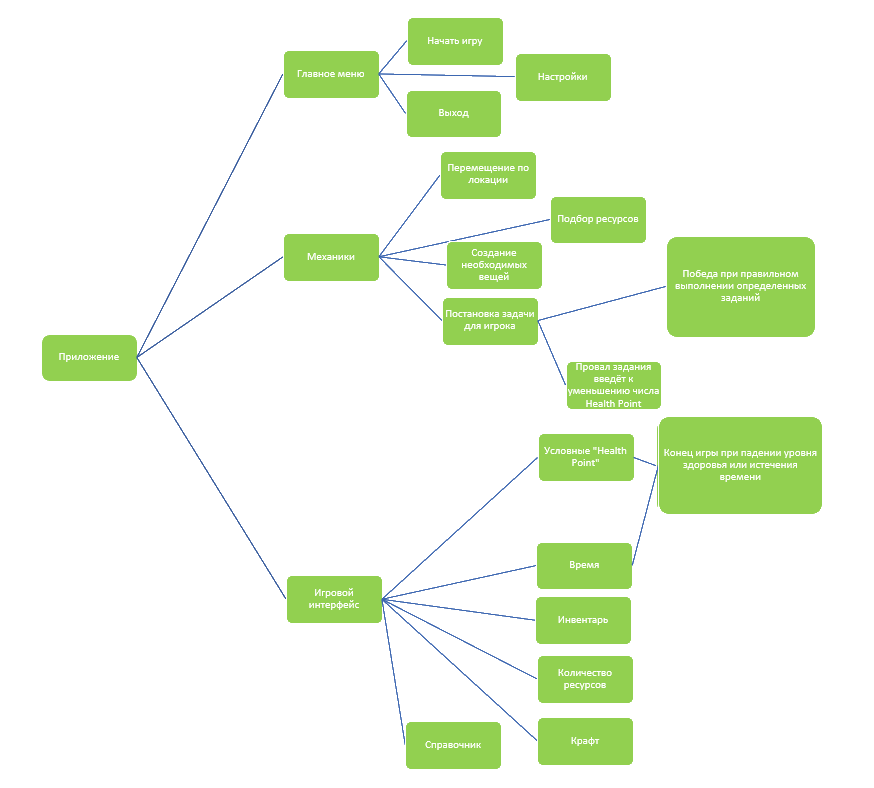 Начать игру
Главное меню
Настройки
Выход
Перемещение по
локации
Подбор ресурсов
Механики
Создание
необходимых
вещей
Победа при правильном
выполнении определенных
заданий
Постановка задачи
для игрока
Приложение
Провал задания
введёт к
уменьшению числа
Health Point
Условные "Health
Point"
Конец игры при падении уровня
здоровья или истечения
времени
Время
Игровой
интерфейс
Инвентарь
Количество
ресурсов
Справочник
Крафт